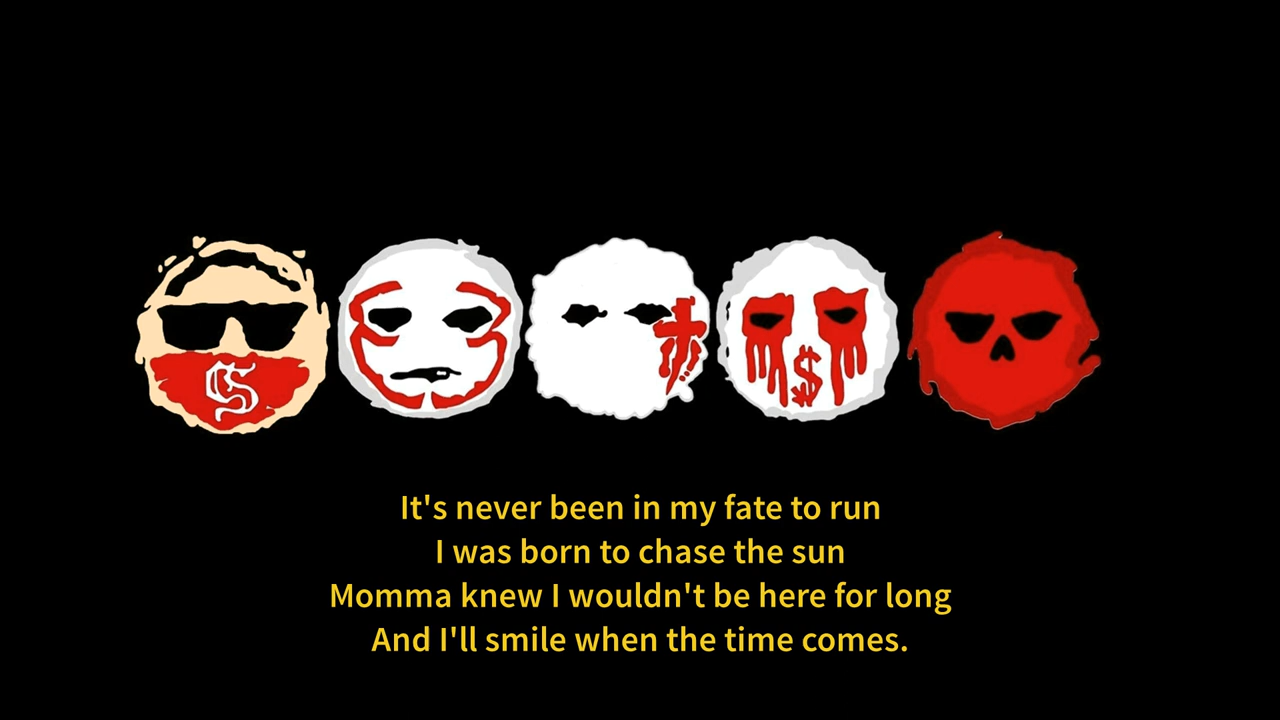 S
$
It's never been in my fate to run
I was born to chase the sun
Momma knew I wouldn't be here for long
And I'll smile when the time comes.